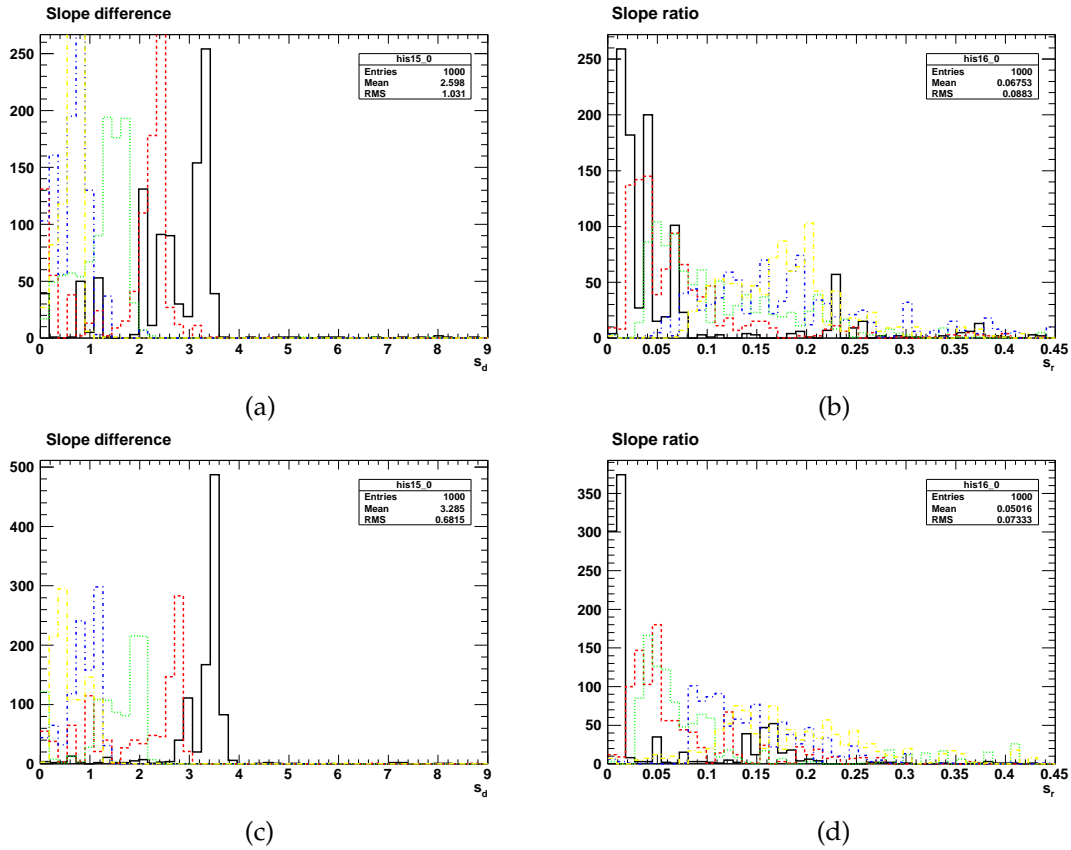 Slope difference
his15_0
Entries 1000
Mean 2.598
RMS 1.031
250
200
150
100
50
0
0 1 2 3 4 5 6 7 8 9
s_d
(a)
Slope ratio
his16_0
Entries 1000
Mean 0.06753
RMS 0.0883
250
200
150
100
50
0
0 0.05 0.1 0.15 0.2 0.25 0.3 0.35 0.4 0.45
s_r
(b)
Slope difference
his15_0
Entries 1000
Mean 3.285
RMS 0.6815
500
400
300
200
100
0
0 1 2 3 4 5 6 7 8 9
s_d
(c)
Slope ratio
his16_0
Entries 1000
Mean 0.05016
RMS 0.07333
350
300
250
200
150
100
50
0
0 0.05 0.1 0.15 0.2 0.25 0.3 0.35 0.4 0.45
s_r
(d)